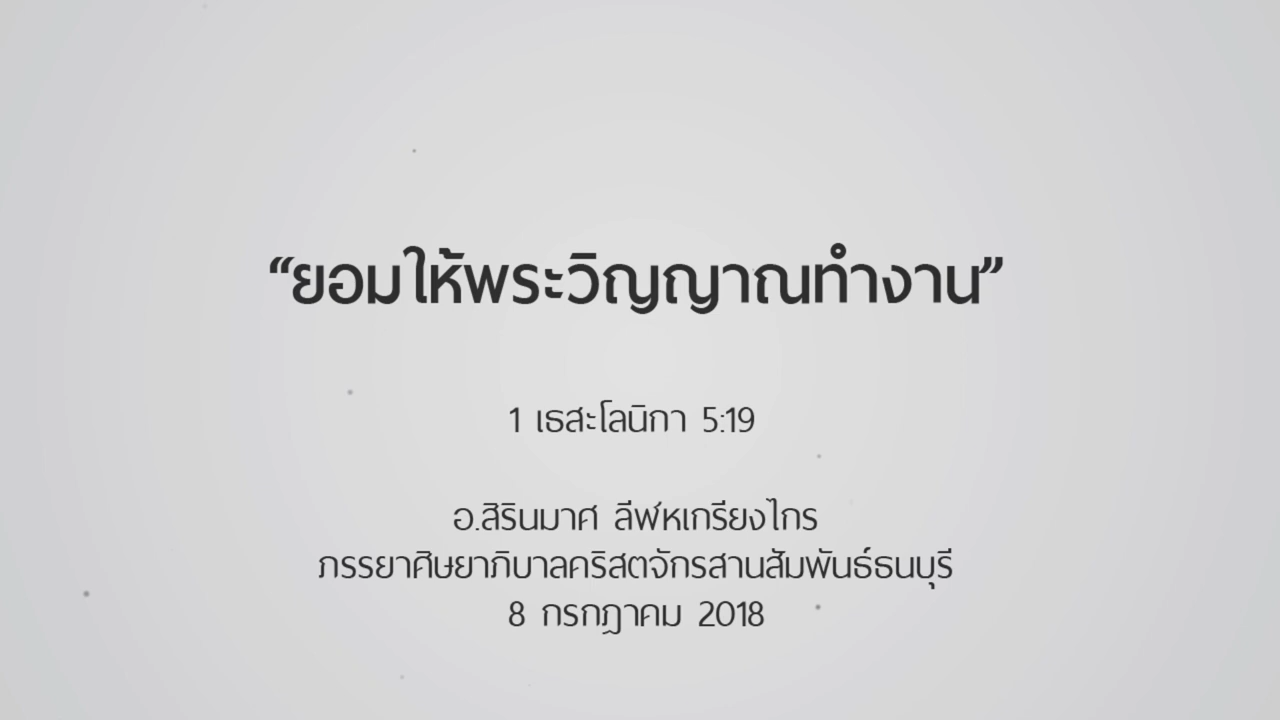 “ยอมให้พระวิญญาณทำงาน”
1 เธสะโลนิกา 5:19
อ.สิรินมาศ ลีฬหเกรียงไกร
ภรรยาศิษยาภิบาลคริสตจักรสานสัมพันธ์ธนบุรี
8 กรกฎาคม 2018